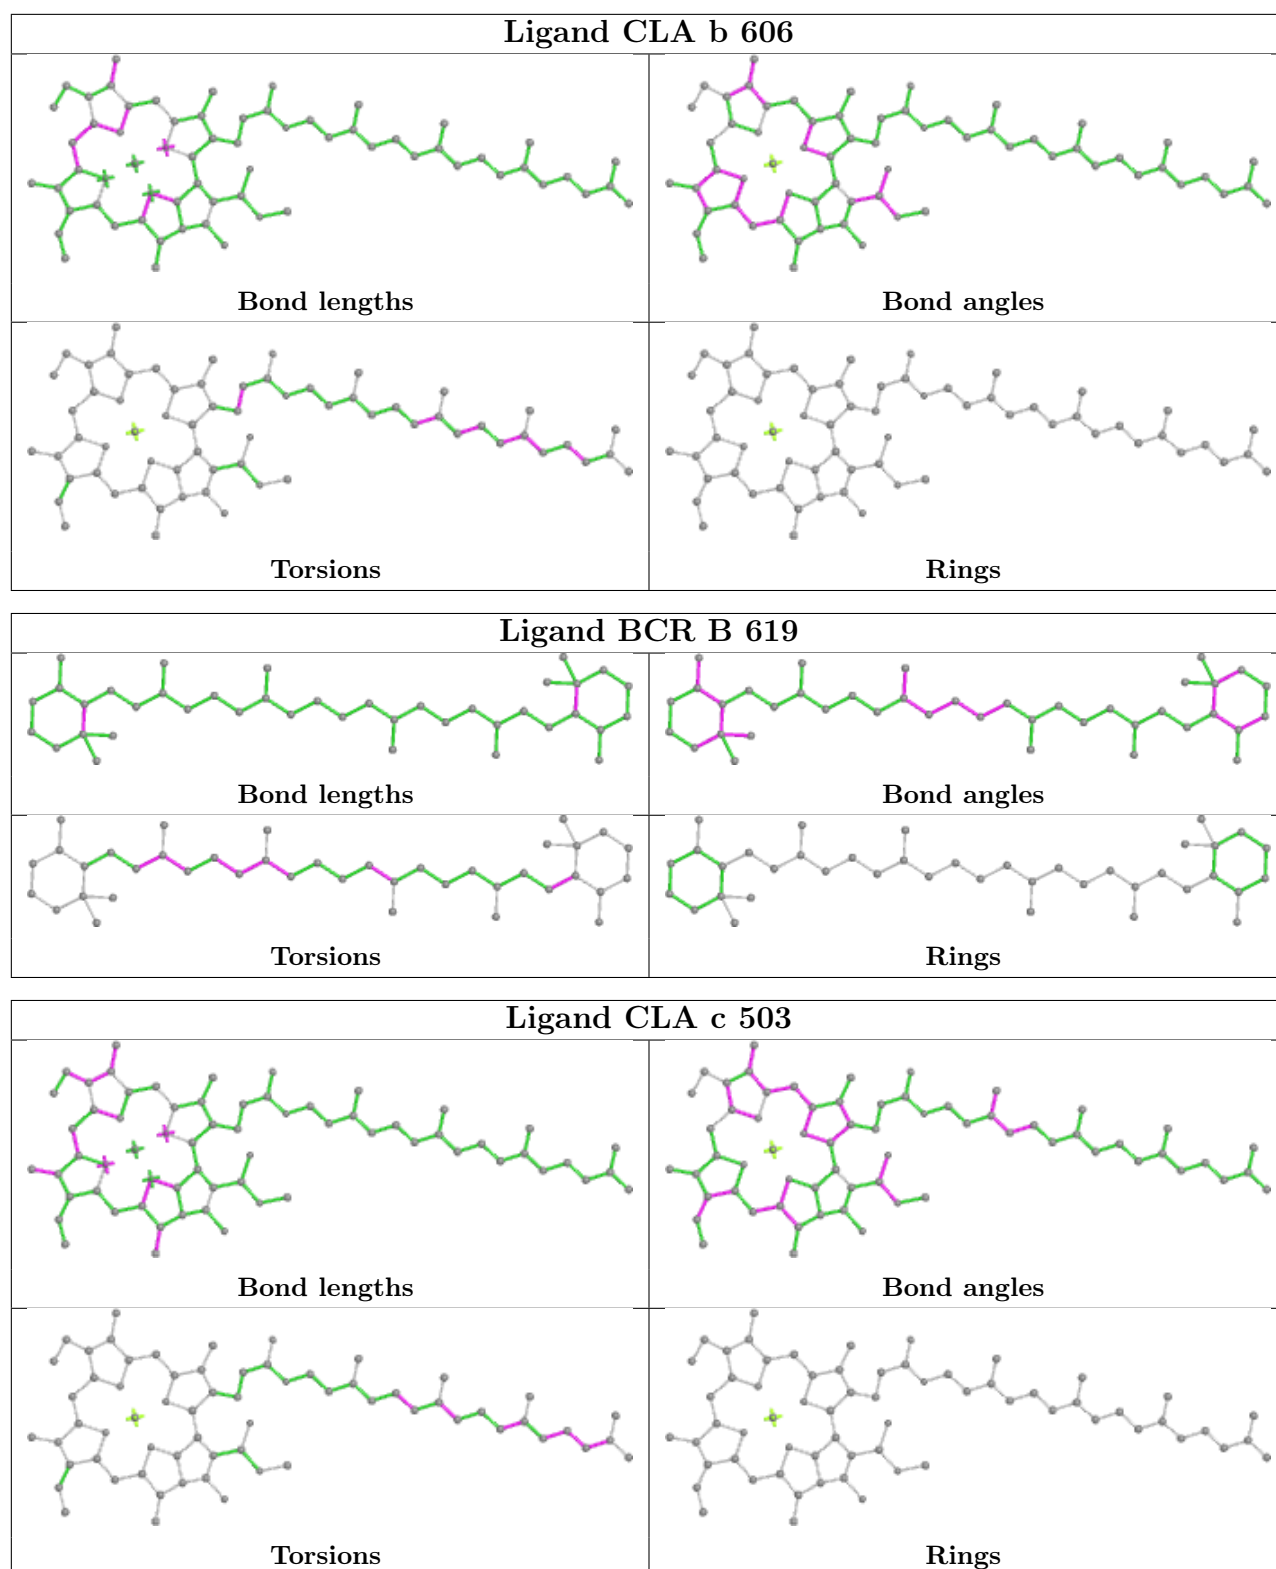 Ligand CLA b 606
Bond lengths
Bond angles
Torsions
Rings
Ligand BCR B 619
Bond lengths
Bond angles
Torsions
Rings
Ligand CLA c 503
Bond lengths
Bond angles
Torsions
Rings